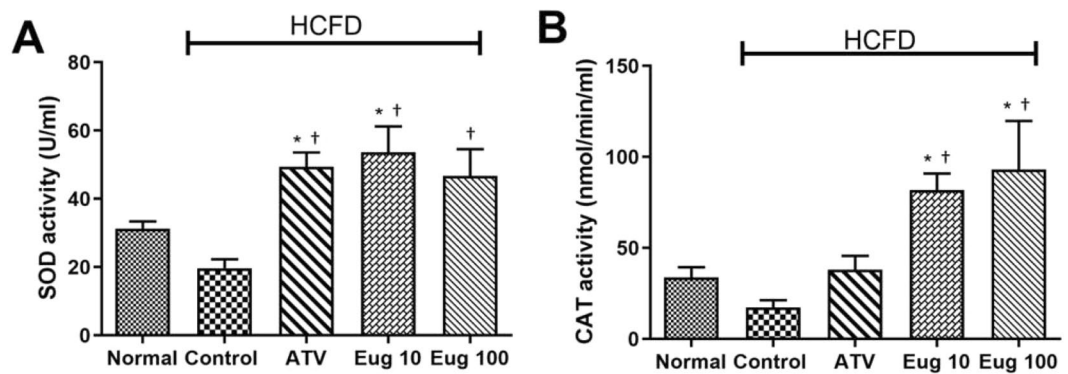 A
HCFD
SOD activity (U/ml)
80
60
40
20
0
* †
* †
†
Normal Control ATV Eug 10 Eug 100
B
HCFD
CAT activity (nmol/min/ml)
150
100
50
0
* †
* †
Normal Control ATV Eug 10 Eug 100